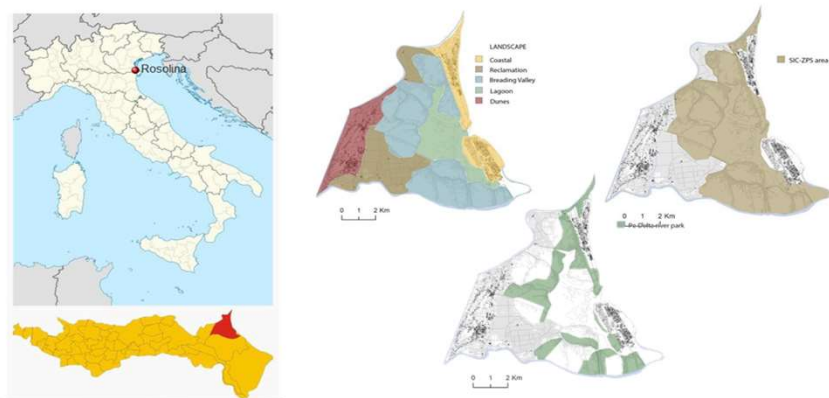 Rosolina
LANDSCAPE
Coastal
Reclamation
Breading Valley
Lagoon
Dunes
0 1 2 Km
SIC-ZPS area
0 1 2 Km
Po Delta river park
0 1 2 Km